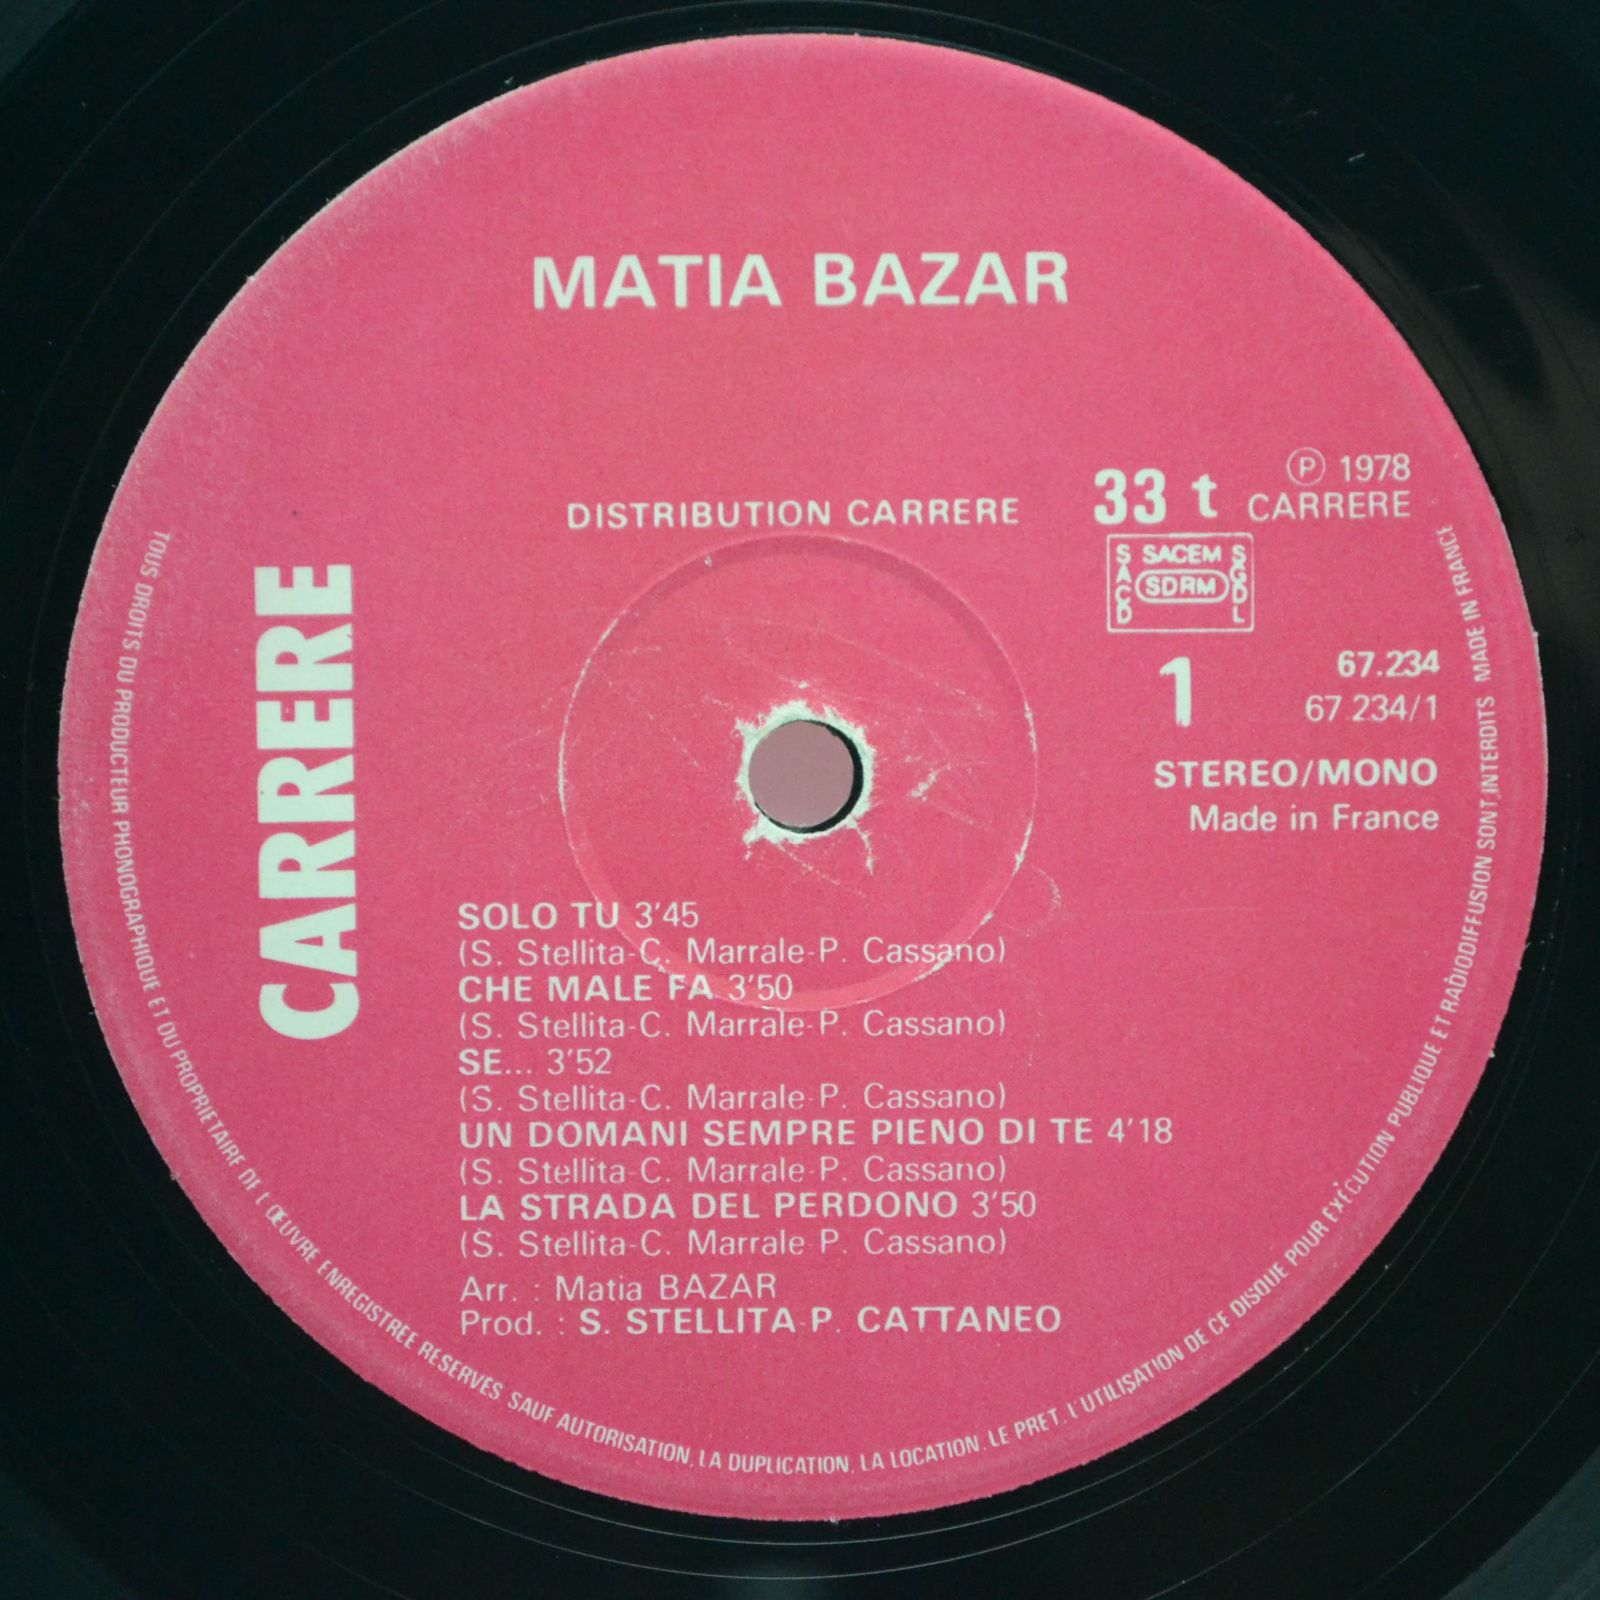 MATIA BAZAR
DISTRIBUTION CARRERE
33 t
Ⓟ 1978
CARRERE
SACD
SACEM
SDRM
SGDL
CARRERE
1
67.234
67.234/1
STEREO/MONO
Made in France
SOLO TU 3'45
(S. Stellita-C. Marrale-P. Cassano)
CHE MALE FA 3'50
(S. Stellita-C. Marrale-P. Cassano)
SE... 3'52
(S. Stellita-C. Marrale-P. Cassano)
UN DOMANI SEMPRE PIENO DI TE 4'18
(S. Stellita-C. Marrale-P. Cassano)
LA STRADA DEL PERDONO 3'50
(S. Stellita-C. Marrale-P. Cassano)
Arr. : Matia BAZAR
Prod. : S. STELLITA-P. CATTANEO
TOUS DROITS DU PRODUCTEUR PHONOGRAPHIQUE ET DU PROPRIETAIRE DE L'ŒUVRE ENREGISTREE RESERVES SAUF AUTORISATION, LA DUPLICATION, LA LOCATION, LE PRET, L'UTILISATION DE CE DISQUE POUR EXÉCUTION PUBLIQUE ET RADIODIFFUSION SONT INTERDITS MADE IN FRANCE